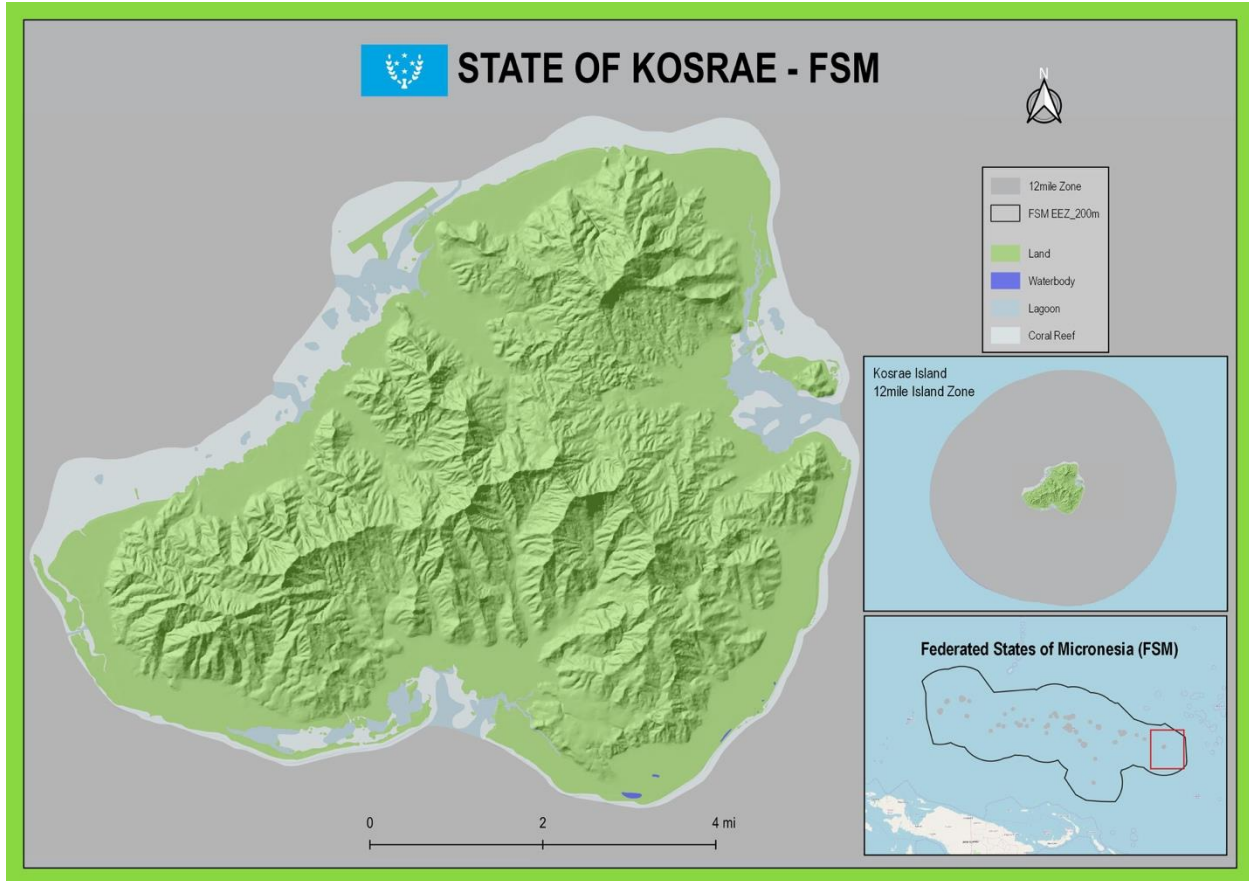 STATE OF KOSRAE - FSM
N
12mile Zone
FSM EEZ_200m
Land
Waterbody
Lagoon
Coral Reef
Kosrae Island
12mile Island Zone
Federated States of Micronesia (FSM)
0 2 4 mi